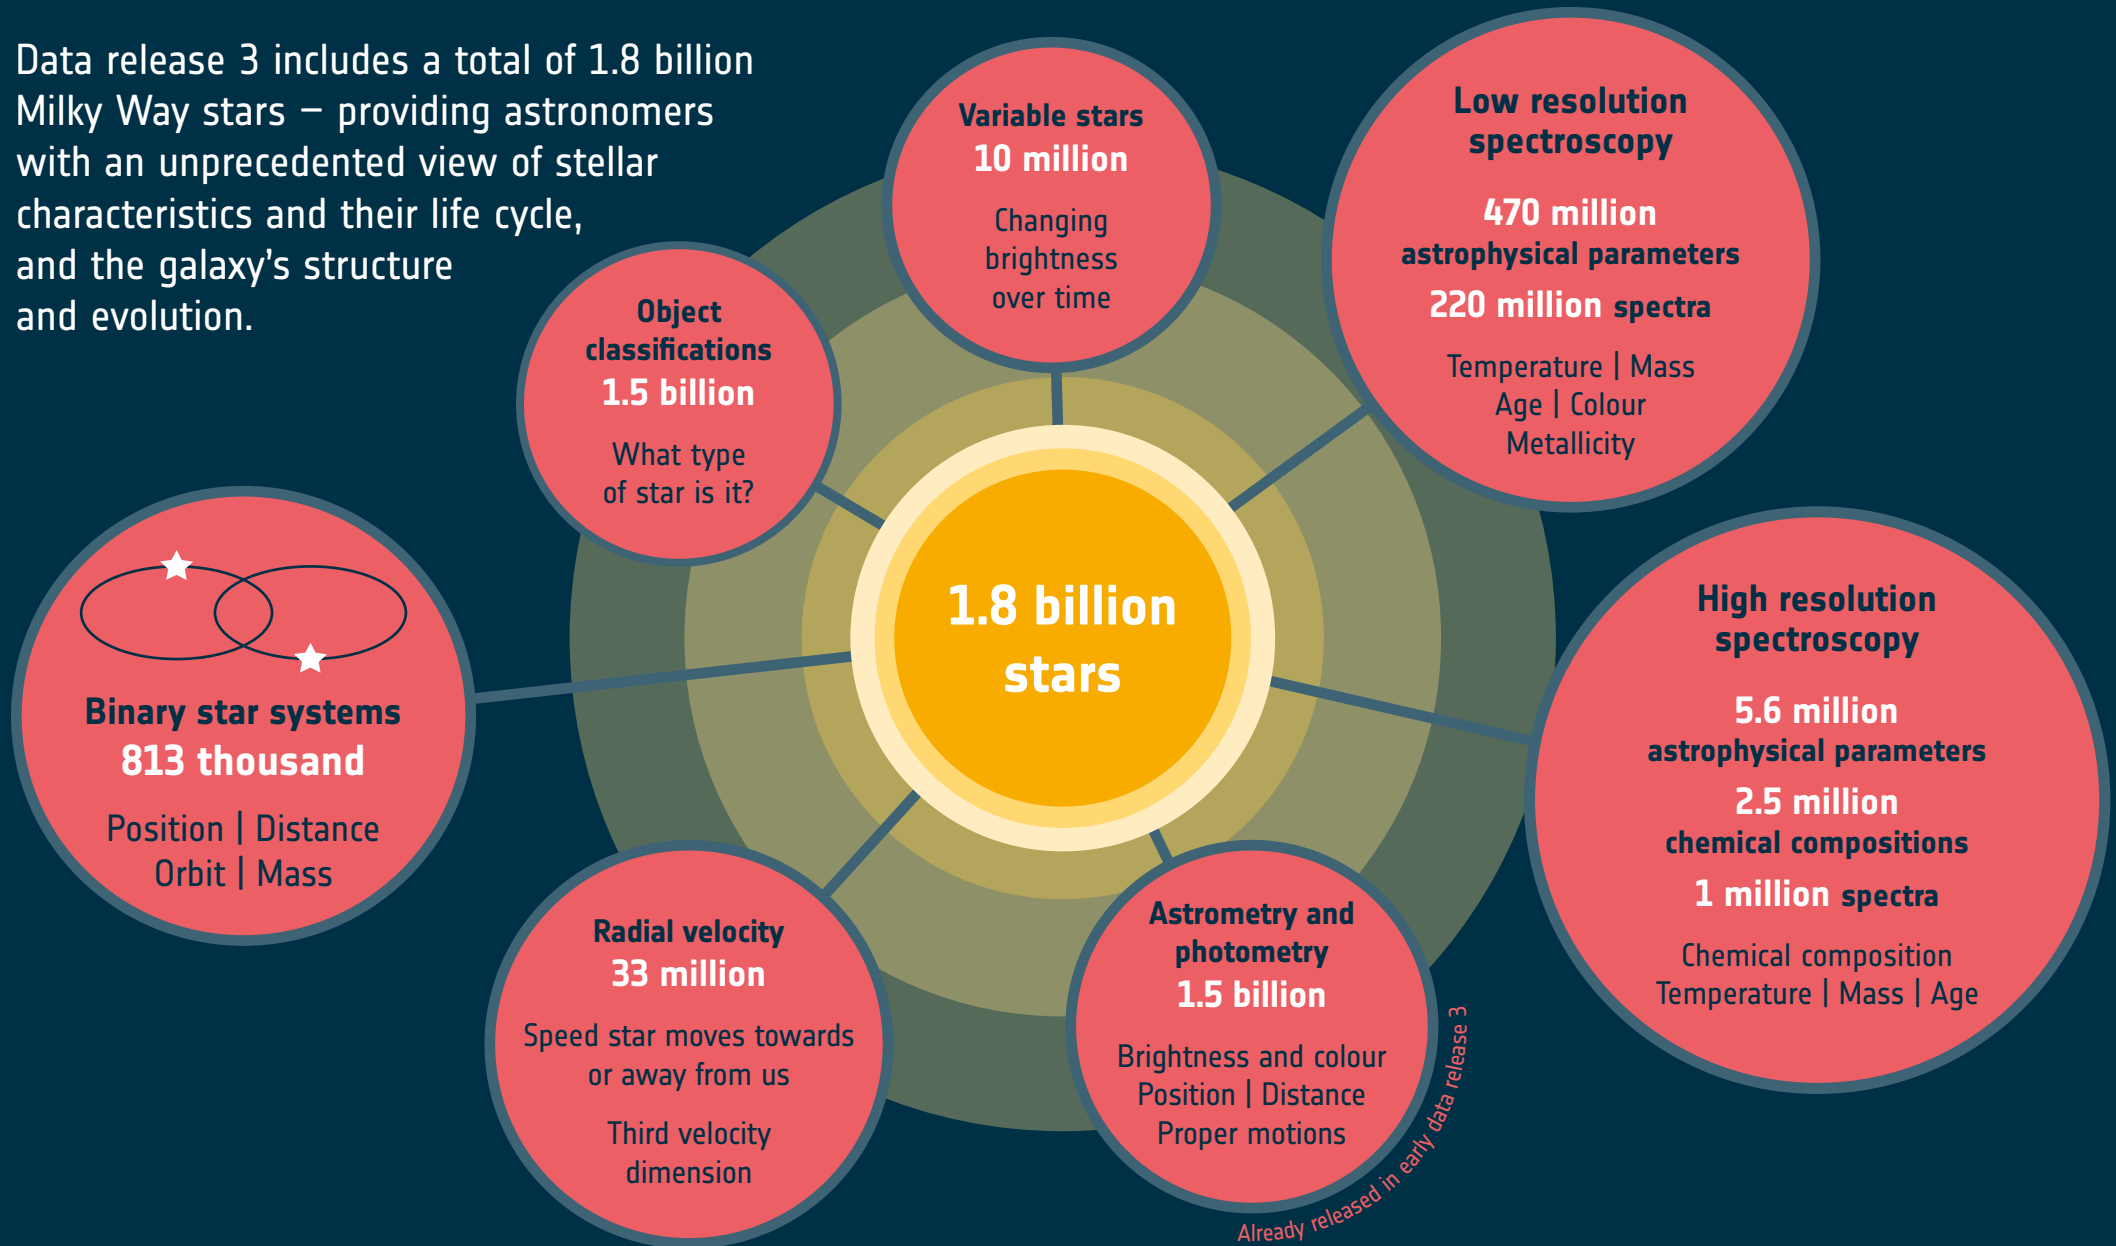 Data release 3 includes a total of 1.8 billion
Milky Way stars – providing astronomers
with an unprecedented view of stellar
characteristics and their life cycle,
and the galaxy's structure
and evolution.
Variable stars
10 million
Changing
brightness
over time
Low resolution
spectroscopy
470 million
astrophysical parameters
220 million spectra
Temperature | Mass
Age | Colour
Metallicity
Object
classifications
1.5 billion
What type
of star is it?
1.8 billion
stars
High resolution
spectroscopy
5.6 million
astrophysical parameters
2.5 million
chemical compositions
1 million spectra
Chemical composition
Temperature | Mass | Age
Binary star systems
813 thousand
Position | Distance
Orbit | Mass
Radial velocity
33 million
Speed star moves towards
or away from us
Third velocity
dimension
Astrometry and
photometry
1.5 billion
Brightness and colour
Position | Distance
Proper motions
Already released in early data release 3